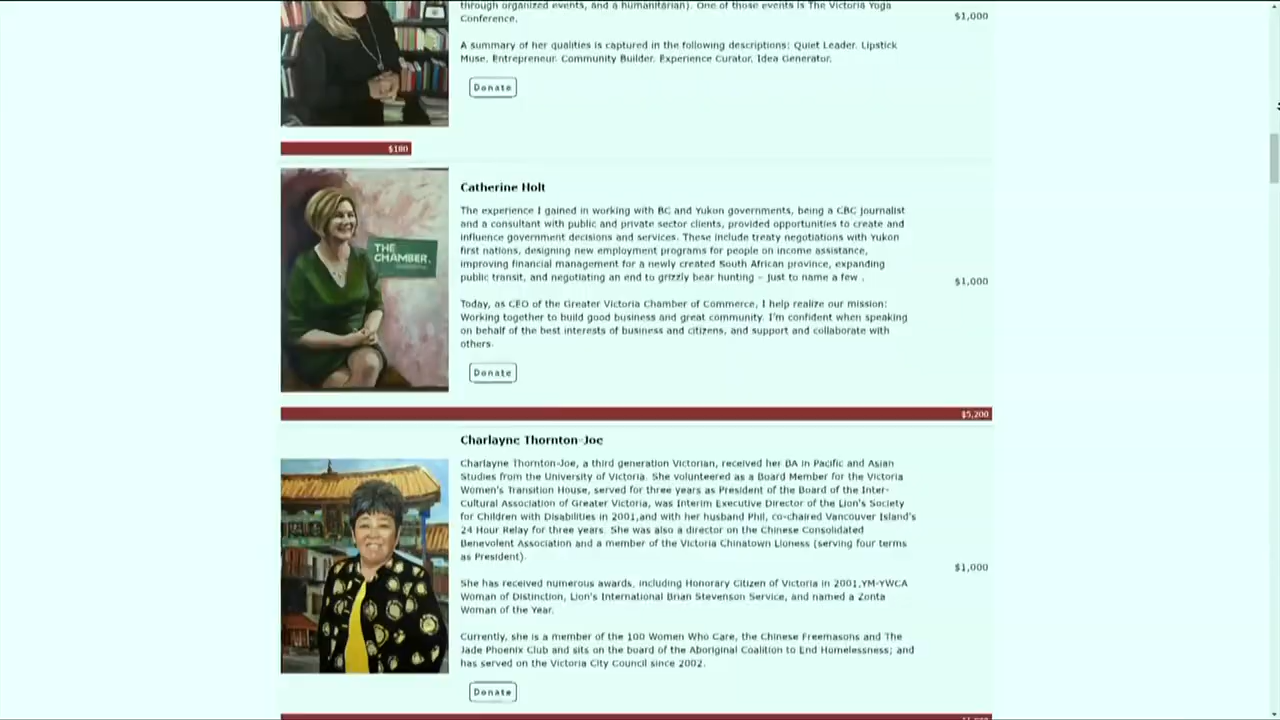 through organized events, and a humanitarian). One of those events is The Victoria Yoga
Conference.
$1,000
A summary of her qualities is captured in the following descriptions: Quiet Leader. Lipstick
Muse. Entrepreneur. Community Builder. Experience Curator. Idea Generator.
Donate
$180
Catherine Holt
The experience I gained in working with BC and Yukon governments, being a CBC journalist
and a consultant with public and private sector clients, provided opportunities to create and
influence government decisions and services. These include treaty negotiations with Yukon
first nations, designing new employment programs for people on income assistance,
improving financial management for a newly created South African province, expanding
public transit, and negotiating an end to grizzly bear hunting – just to name a few .
$1,000
THE
CHAMBER.
Today, as CEO of the Greater Victoria Chamber of Commerce, I help realize our mission:
Working together to build good business and great community. I'm confident when speaking
on behalf of the best interests of business and citizens, and support and collaborate with
others.
Donate
$5,200
Charlayne Thornton-Joe
Charlayne Thornton-Joe, a third generation Victorian, received her BA in Pacific and Asian
Studies from the University of Victoria. She volunteered as a Board Member for the Victoria
Women's Transition House, served for three years as President of the Board of the Inter-
Cultural Association of Greater Victoria, was Interim Executive Director of the Lion's Society
for Children with Disabilities in 2001,and with her husband Phil, co-chaired Vancouver Island's
24 Hour Relay for three years. She was also a director on the Chinese Consolidated
Benevolent Association and a member of the Victoria Chinatown Lioness (serving four terms
as President).
$1,000
She has received numerous awards, including Honorary Citizen of Victoria in 2001,YM-YWCA
Woman of Distinction, Lion's International Brian Stevenson Service, and named a Zonta
Woman of the Year.
Currently, she is a member of the 100 Women Who Care, the Chinese Freemasons and The
Jade Phoenix Club and sits on the board of the Aboriginal Coalition to End Homelessness; and
has served on the Victoria City Council since 2002.
Donate